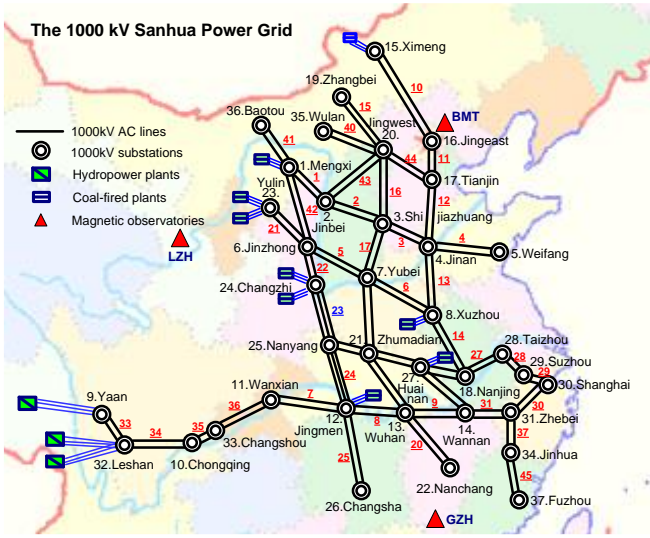 The 1000 kV Sanhua Power Grid
15.Ximeng
10
19.Zhangbei
15
BMT
Jingwest
20.
36.Baotou
35.Wulan
40
16.Jingeast
1000kV AC lines
1000kV substations
Hydropower plants
Coal-fired plants
Magnetic observatories
41
44
11
17.Tianjin
1.Mengxi
1
43
16
12
Yulin
23.
42
2
2.
Jinbei
3.Shi
jiazhuang
21
3
4
LZH
6.Jinzhong
5
17
4.Jinan
5.Weifang
22
24.Changzhi
7.Yubei
6
13
23
8.Xuzhou
Zhumadian
14
28.Taizhou
25.Nanyang
21.
27.
Huai
nan
27
28
29.Suzhou
29
18.Nanjing
30.Shanghai
9.Yaan
11.Wanxian
24
7
36
12.
Jingmen
8
13.
Wuhan
9
31
14.
Wannan
30
31.Zhebei
33
34
35
33.Changshou
32.Leshan
10.Chongqing
25
20
37
34.Jinhua
22.Nanchang
45
26.Changsha
37.Fuzhou
GZH